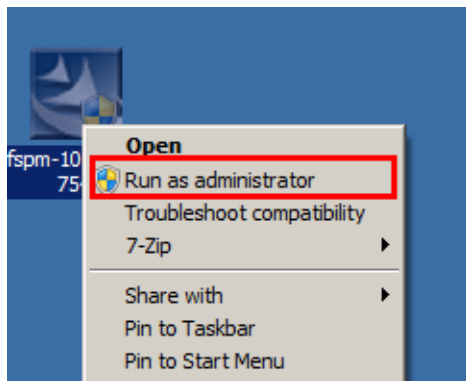 fspm-10
75
Open
Run as administrator
Troubleshoot compatibility
7-Zip
Share with
Pin to Taskbar
Pin to Start Menu